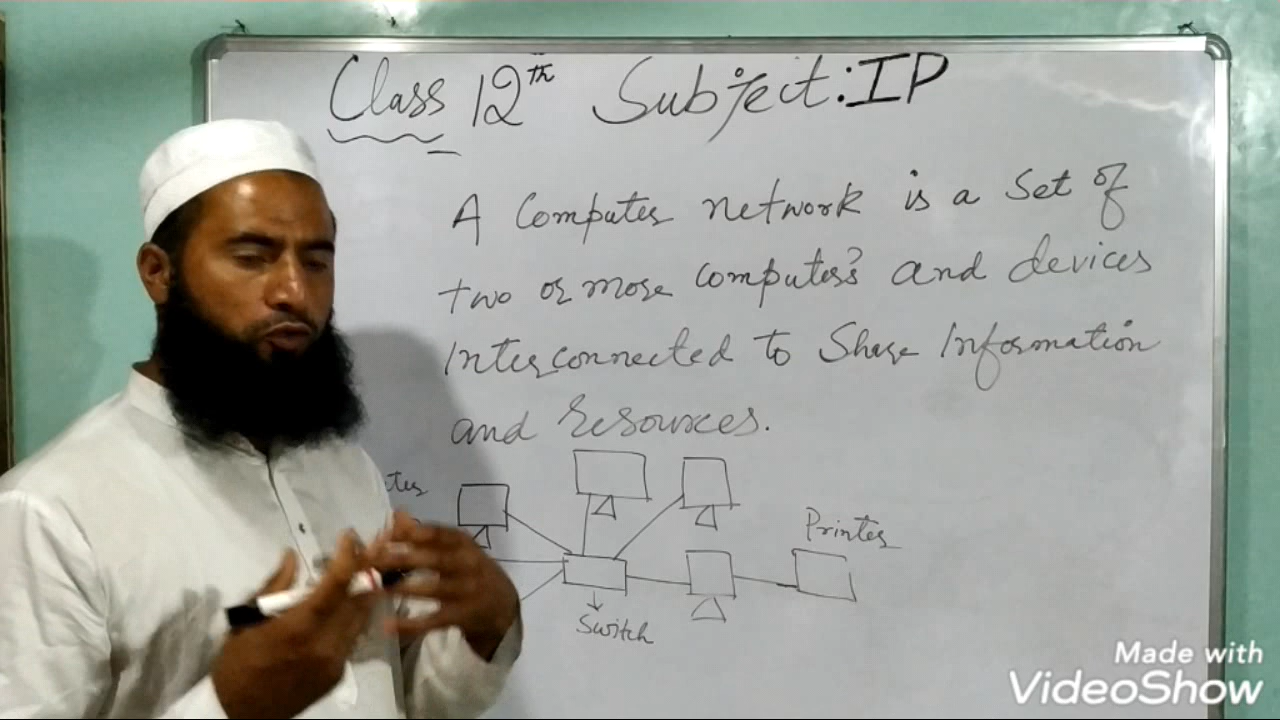 Class 12th Subject: IP
A Computer network is a Set of
two or more computer's and devices
Interconnected to Share Information
and resources.
Printer
Switch
Made with
VideoShow